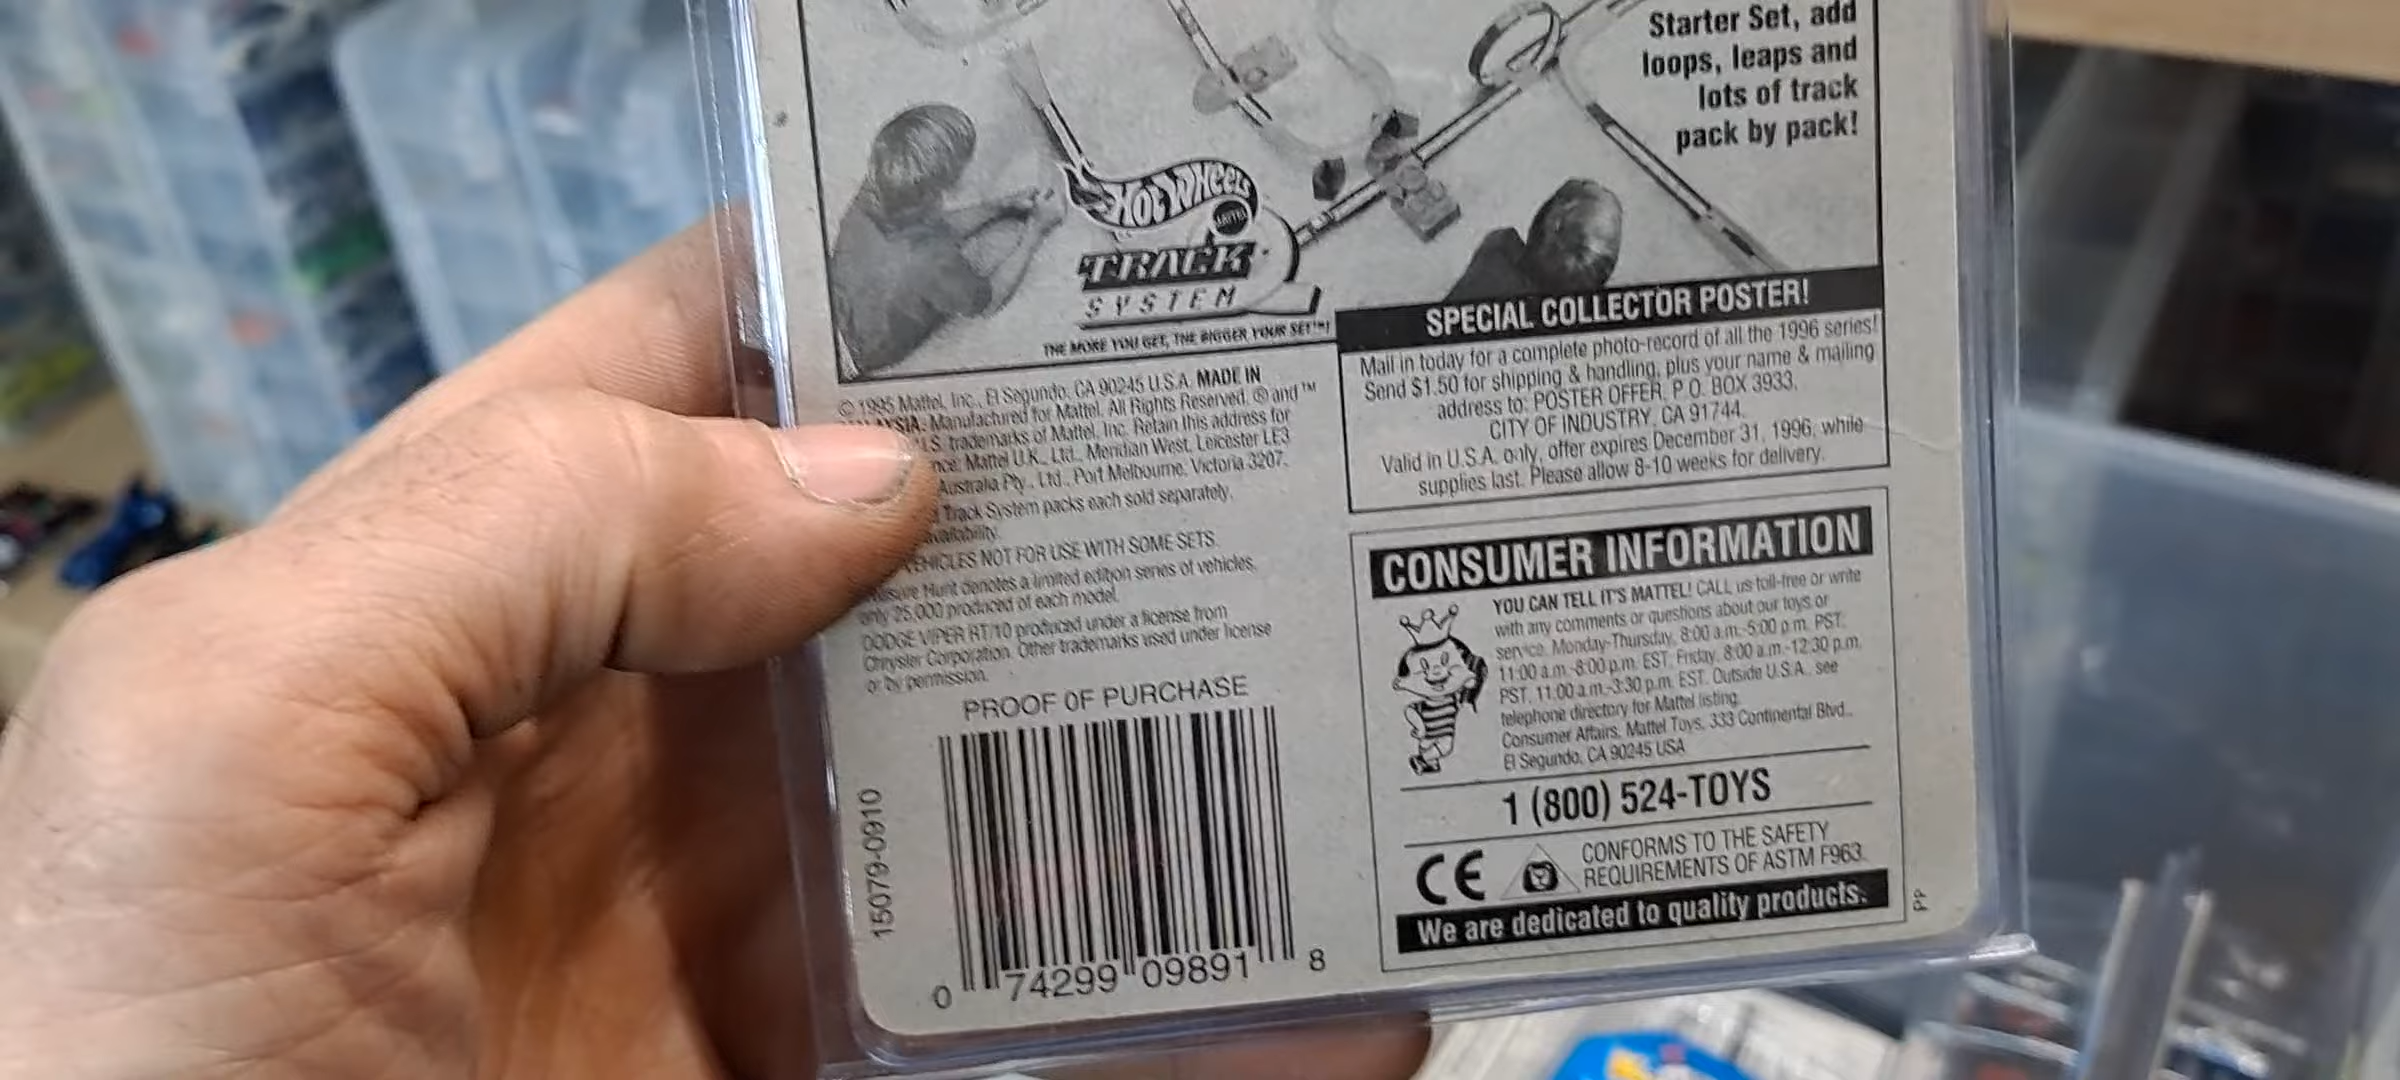 Starter Set, add
loops, leaps and
lots of track
pack by pack!
HOT WHEELS
MATTEL
TRACK
SYSTEM
THE MORE YOU GET, THE BIGGER YOUR SET™!
SPECIAL COLLECTOR POSTER!
Mail in today for a complete photo-record of all the 1996 series!
Send $1.50 for shipping & handling, plus your name & mailing
address to: POSTER OFFER, P.O. BOX 3933,
CITY OF INDUSTRY, CA 91744.
Valid in U.S.A. only, offer expires December 31, 1996, while
supplies last. Please allow 8-10 weeks for delivery.
© 1995 Mattel, Inc., El Segundo, CA 90245 U.S.A. MADE IN
Manufactured for Mattel. All Rights Reserved. ® and ™
U.S. trademarks of Mattel, Inc. Retain this address for
Mattel U.K., Ltd., Meridian West, Leicester LE3
Australia Pty., Ltd., Port Melbourne, Victoria 3207.
Track System packs each sold separately.
availability.
VEHICLES NOT FOR USE WITH SOME SETS.
Hunt denotes a limited edition series of vehicles,
only 25,000 produced of each model.
DODGE VIPER RT/10 produced under a license from
Chrysler Corporation. Other trademarks used under license
or by permission.
PROOF OF PURCHASE
15079-0910
0 74299 09891 8
CONSUMER INFORMATION
YOU CAN TELL IT'S MATTEL! CALL us toll-free or write
with any comments or questions about our toys or
service, Monday-Thursday, 8:00 a.m.-5:00 p.m. PST;
11:00 a.m.-8:00 p.m. EST, Friday, 8:00 a.m.-12:30 p.m.
PST, 11:00 a.m.-3:30 p.m. EST. Outside U.S.A., see
telephone directory for Mattel listing.
Consumer Affairs, Mattel Toys, 333 Continental Blvd.,
El Segundo, CA 90245 USA
1 (800) 524-TOYS
CE
CONFORMS TO THE SAFETY
REQUIREMENTS OF ASTM F963.
We are dedicated to quality products.
PP